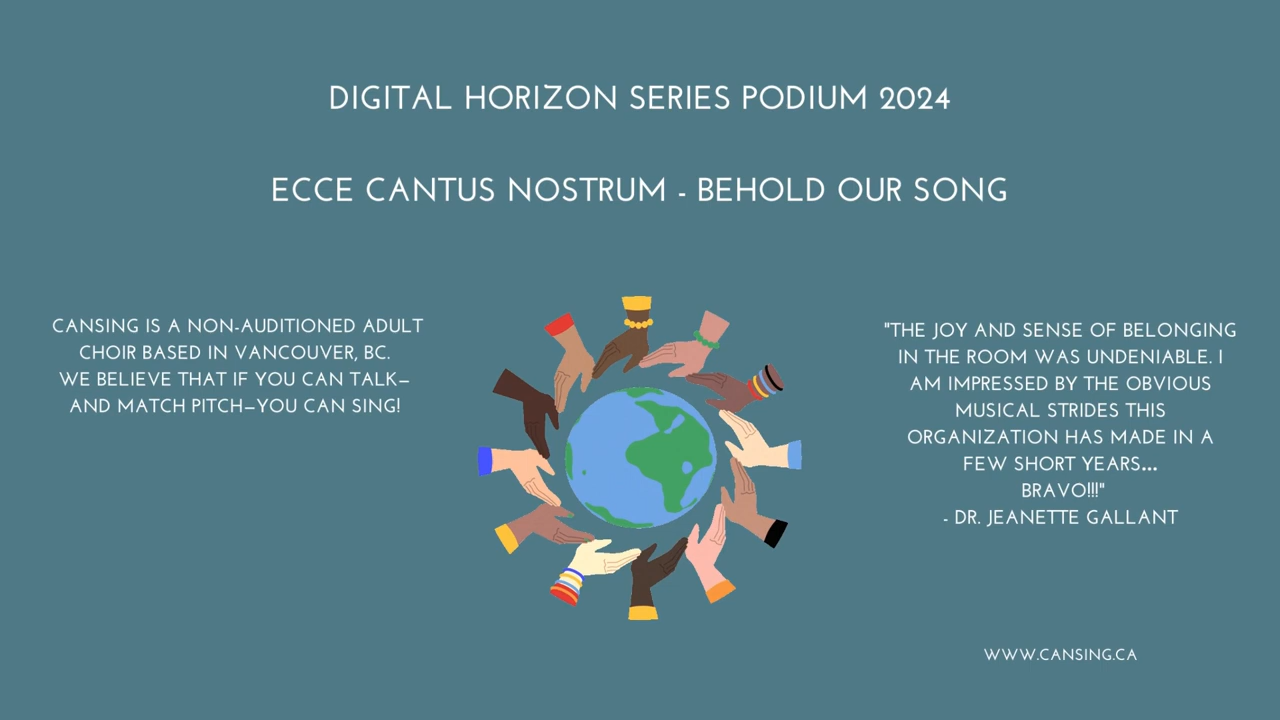 DIGITAL HORIZON SERIES PODIUM 2024
ECCE CANTUS NOSTRUM - BEHOLD OUR SONG
CANSING IS A NON-AUDITIONED ADULT
CHOIR BASED IN VANCOUVER, BC.
WE BELIEVE THAT IF YOU CAN TALK–
AND MATCH PITCH–YOU CAN SING!
"THE JOY AND SENSE OF BELONGING
IN THE ROOM WAS UNDENIABLE. I
AM IMPRESSED BY THE OBVIOUS
MUSICAL STRIDES THIS
ORGANIZATION HAS MADE IN A
FEW SHORT YEARS...
BRAVO!!!"
- DR. JEANETTE GALLANT
WWW.CANSING.CA